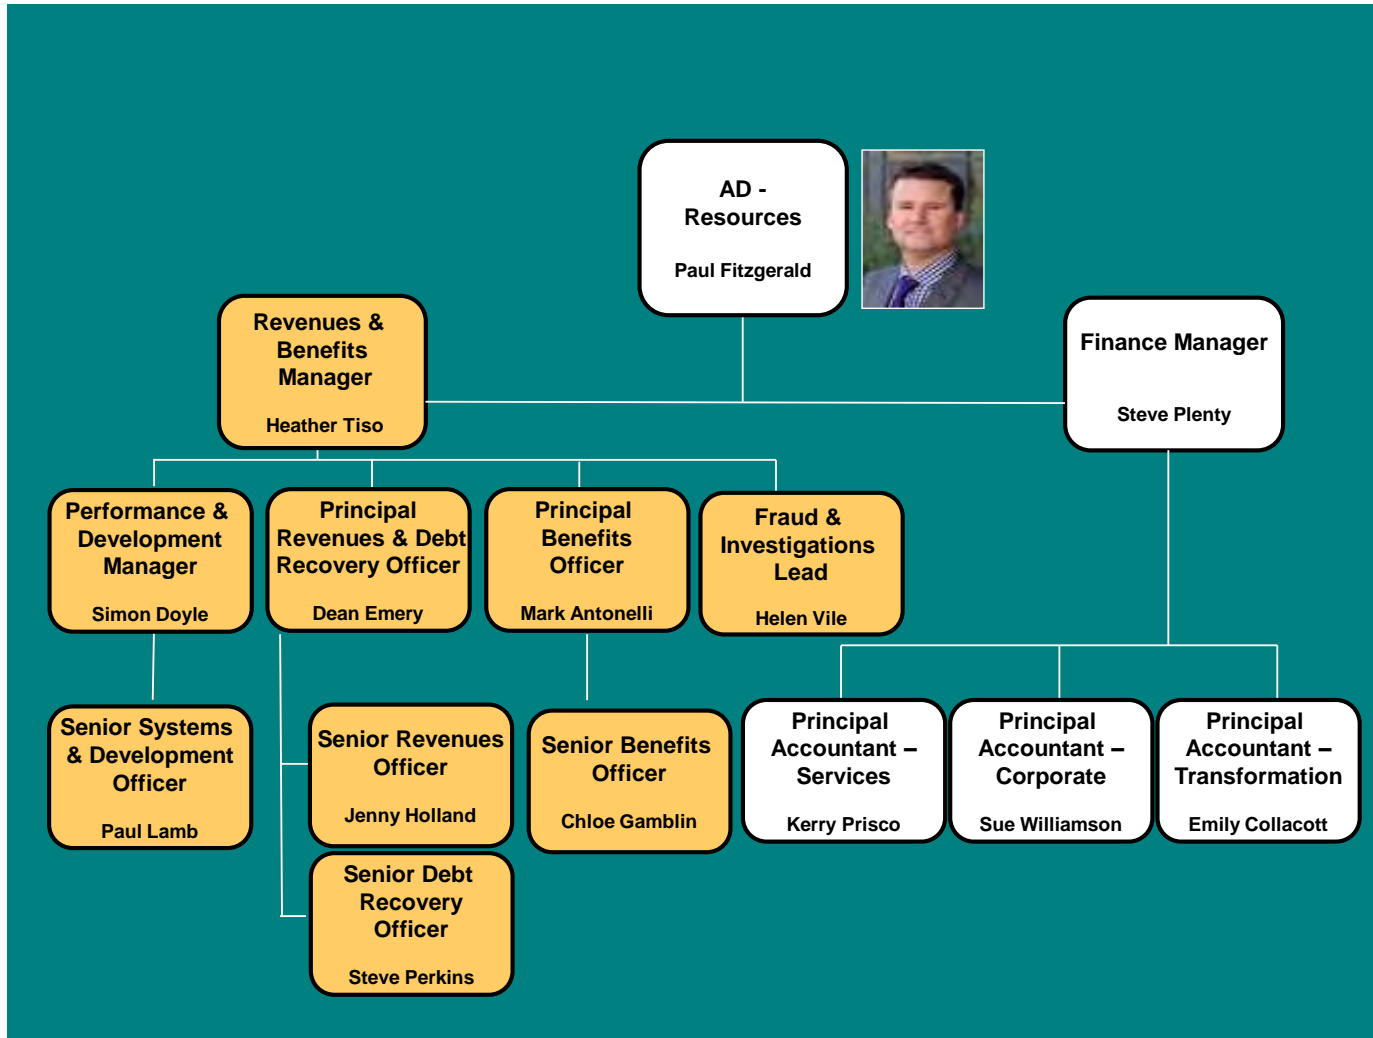 AD -
Resources
Paul Fitzgerald
Revenues &
Benefits
Manager
Heather Tiso
Finance Manager
Steve Plenty
Performance &
Development
Manager
Simon Doyle
Principal
Revenues & Debt
Recovery Officer
Dean Emery
Principal
Benefits
Officer
Mark Antonelli
Fraud &
Investigations
Lead
Helen Vile
Senior Systems
& Development
Officer
Paul Lamb
Senior Revenues
Officer
Jenny Holland
Senior Benefits
Officer
Chloe Gamblin
Principal
Accountant –
Services
Kerry Prisco
Principal
Accountant –
Corporate
Sue Williamson
Principal
Accountant –
Transformation
Emily Collacott
Senior Debt
Recovery
Officer
Steve Perkins